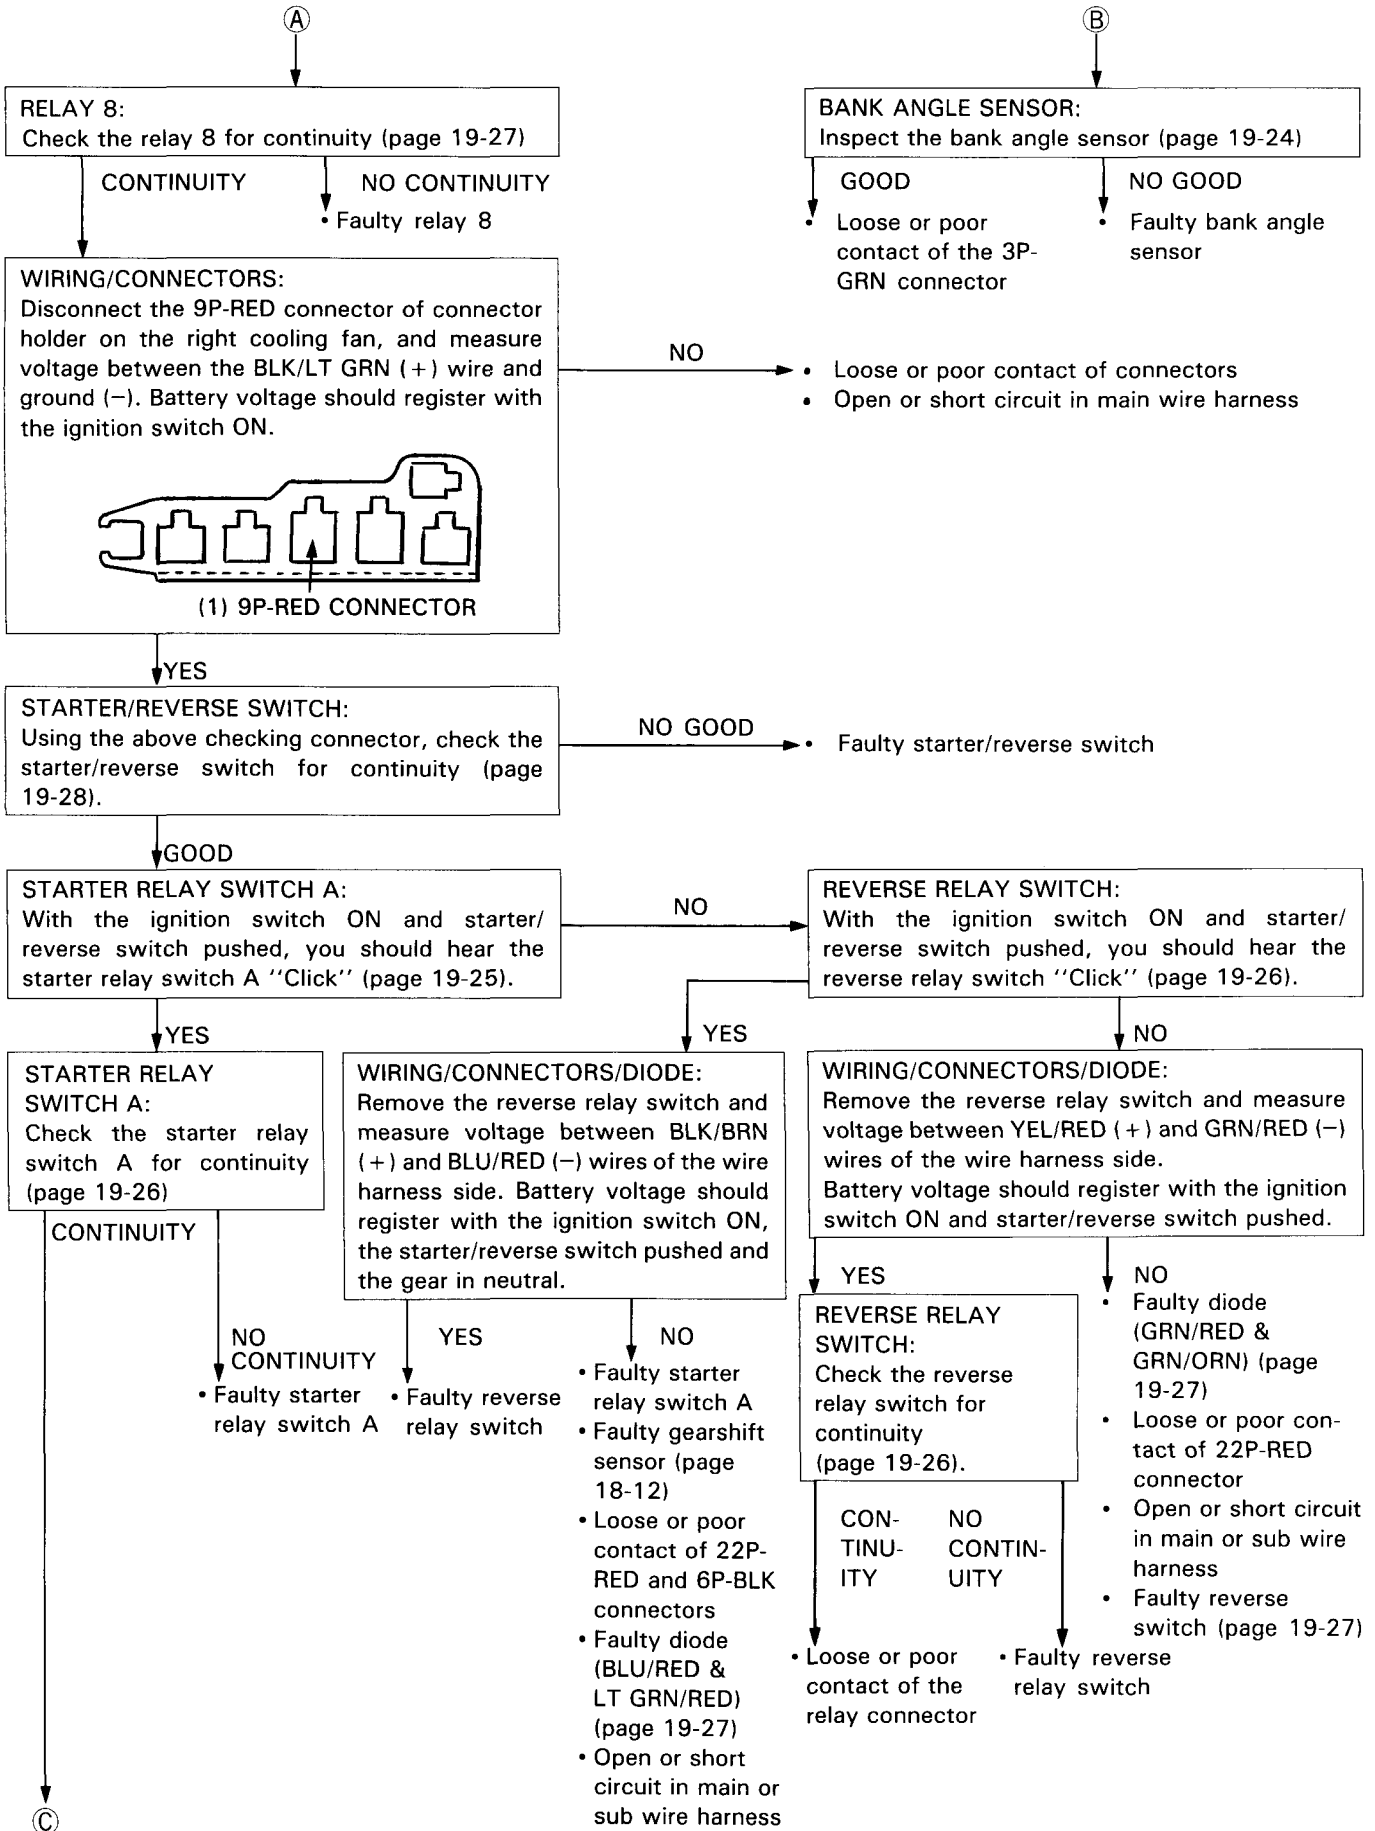 A
RELAY 8:
Check the relay 8 for continuity (page 19-27)
CONTINUITY
NO CONTINUITY
• Faulty relay 8
WIRING/CONNECTORS:
Disconnect the 9P-RED connector of connector
holder on the right cooling fan, and measure
voltage between the BLK/LT GRN (+) wire and
ground (−). Battery voltage should register with
the ignition switch ON.
(1) 9P-RED CONNECTOR
NO
• Loose or poor contact of connectors
• Open or short circuit in main wire harness
B
BANK ANGLE SENSOR:
Inspect the bank angle sensor (page 19-24)
GOOD
• Loose or poor
contact of the 3P-
GRN connector
NO GOOD
• Faulty bank angle
sensor
YES
STARTER/REVERSE SWITCH:
Using the above checking connector, check the
starter/reverse switch for continuity (page
19-28).
NO GOOD
• Faulty starter/reverse switch
GOOD
STARTER RELAY SWITCH A:
With the ignition switch ON and starter/
reverse switch pushed, you should hear the
starter relay switch A ''Click'' (page 19-25).
NO
REVERSE RELAY SWITCH:
With the ignition switch ON and starter/
reverse switch pushed, you should hear the
reverse relay switch ''Click'' (page 19-26).
YES
STARTER RELAY
SWITCH A:
Check the starter relay
switch A for continuity
(page 19-26)
CONTINUITY
NO
CONTINUITY
• Faulty starter
relay switch A
C
YES
WIRING/CONNECTORS/DIODE:
Remove the reverse relay switch and
measure voltage between BLK/BRN
(+) and BLU/RED (−) wires of the wire
harness side. Battery voltage should
register with the ignition switch ON,
the starter/reverse switch pushed and
the gear in neutral.
YES
• Faulty reverse
relay switch
NO
• Faulty starter
relay switch A
• Faulty gearshift
sensor (page
18-12)
• Loose or poor
contact of 22P-
RED and 6P-BLK
connectors
• Faulty diode
(BLU/RED &
LT GRN/RED)
(page 19-27)
• Open or short
circuit in main or
sub wire harness
NO
WIRING/CONNECTORS/DIODE:
Remove the reverse relay switch and measure
voltage between YEL/RED (+) and GRN/RED (−)
wires of the wire harness side.
Battery voltage should register with the ignition
switch ON and starter/reverse switch pushed.
YES
REVERSE RELAY
SWITCH:
Check the reverse
relay switch for
continuity
(page 19-26).
CON-
TINU-
ITY
• Loose or poor
contact of the
relay connector
NO
CONTIN-
UITY
• Faulty reverse
relay switch
NO
• Faulty diode
(GRN/RED &
GRN/ORN) (page
19-27)
• Loose or poor con-
tact of 22P-RED
connector
• Open or short circuit
in main or sub wire
harness
• Faulty reverse
switch (page 19-27)